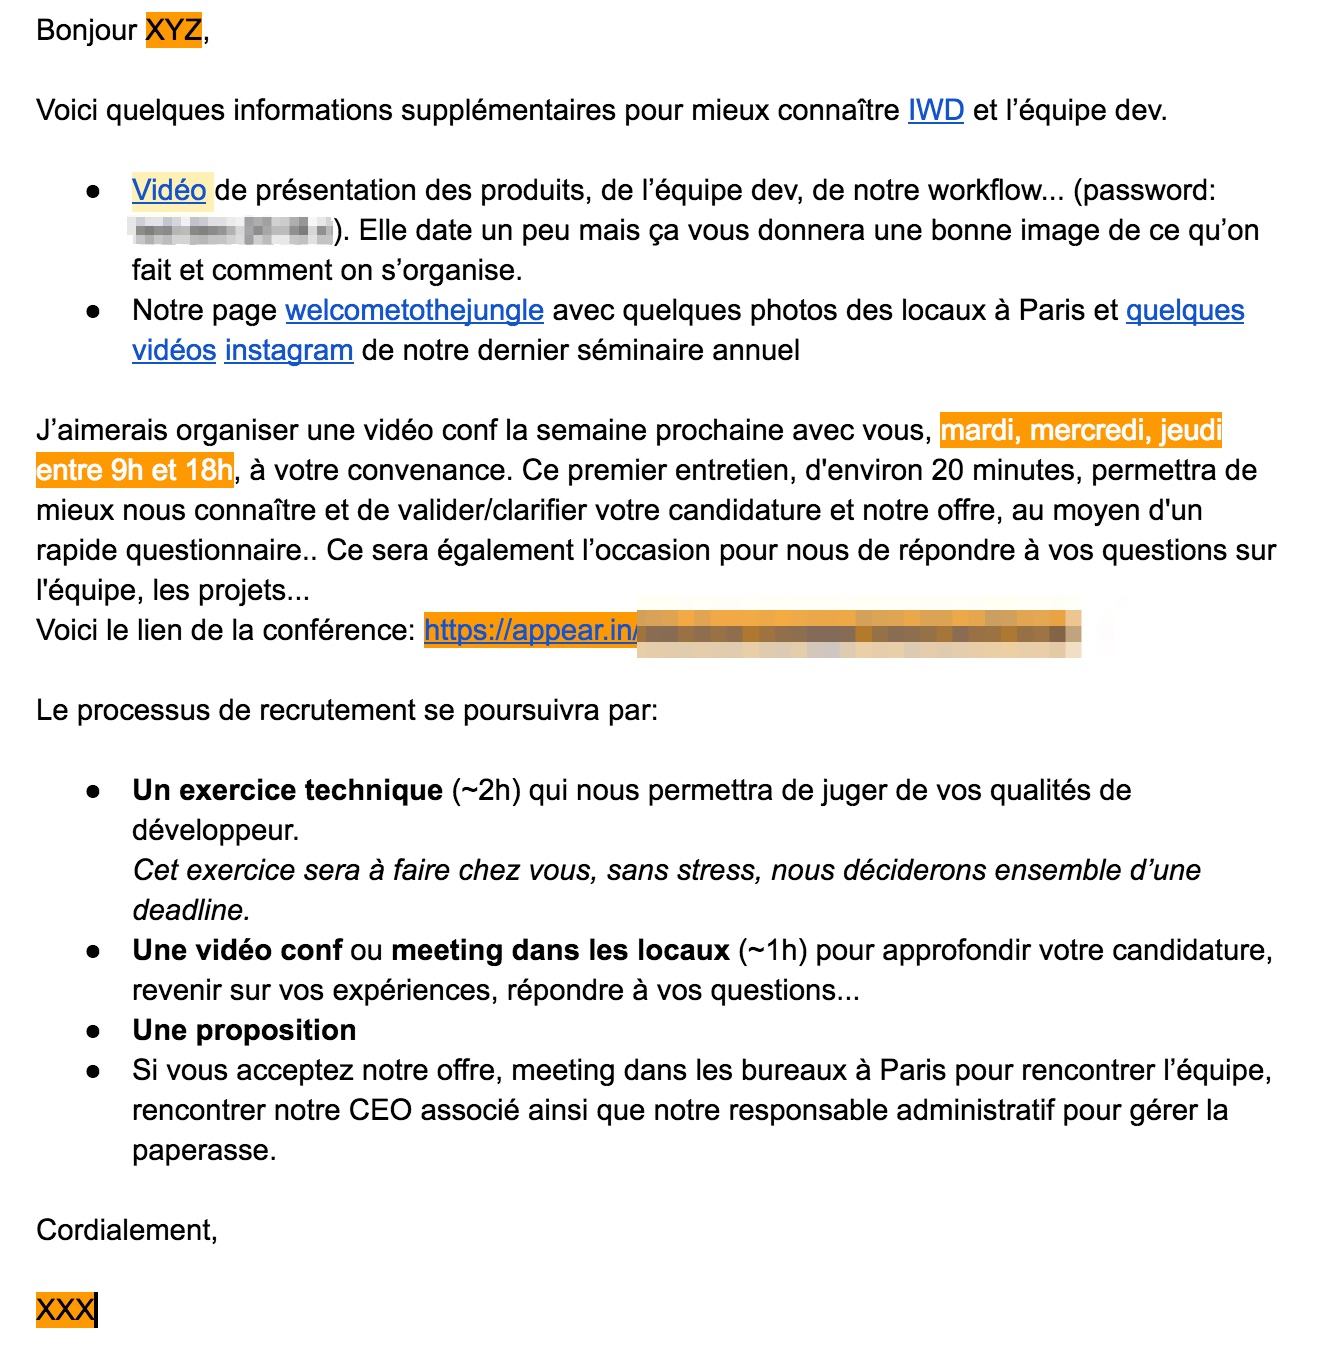 Bonjour XYZ,
Voici quelques informations supplémentaires pour mieux connaître IWD et l’équipe dev.
● Vidéo de présentation des produits, de l’équipe dev, de notre workflow... (password:
). Elle date un peu mais ça vous donnera une bonne image de ce qu’on
fait et comment on s’organise.
● Notre page welcometothejungle avec quelques photos des locaux à Paris et quelques
vidéos instagram de notre dernier séminaire annuel
J’aimerais organiser une vidéo conf la semaine prochaine avec vous, mardi, mercredi, jeudi
entre 9h et 18h, à votre convenance. Ce premier entretien, d'environ 20 minutes, permettra de
mieux nous connaître et de valider/clarifier votre candidature et notre offre, au moyen d'un
rapide questionnaire.. Ce sera également l’occasion pour nous de répondre à vos questions sur
l'équipe, les projets...
Voici le lien de la conférence: https://appear.in/
Le processus de recrutement se poursuivra par:
● Un exercice technique (~2h) qui nous permettra de juger de vos qualités de
développeur.
Cet exercice sera à faire chez vous, sans stress, nous déciderons ensemble d’une
deadline.
● Une vidéo conf ou meeting dans les locaux (~1h) pour approfondir votre candidature,
revenir sur vos expériences, répondre à vos questions...
● Une proposition
● Si vous acceptez notre offre, meeting dans les bureaux à Paris pour rencontrer l’équipe,
rencontrer notre CEO associé ainsi que notre responsable administratif pour gérer la
paperasse.
Cordialement,
XXX